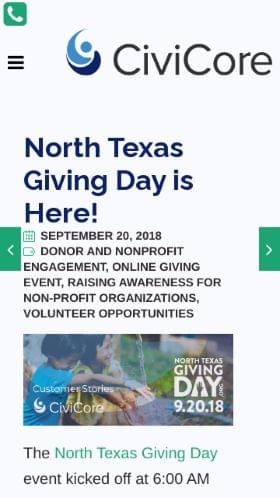 CiviCore
North Texas
Giving Day is
Here!
SEPTEMBER 20, 2018
DONOR AND NONPROFIT
ENGAGEMENT, ONLINE GIVING
EVENT, RAISING AWARENESS FOR
NON-PROFIT ORGANIZATIONS,
VOLUNTEER OPPORTUNITIES
NORTH TEXAS
GIVING
DAY.ORG
9.20.18
Customer Stories
CiviCore
The North Texas Giving Day
event kicked off at 6:00 AM